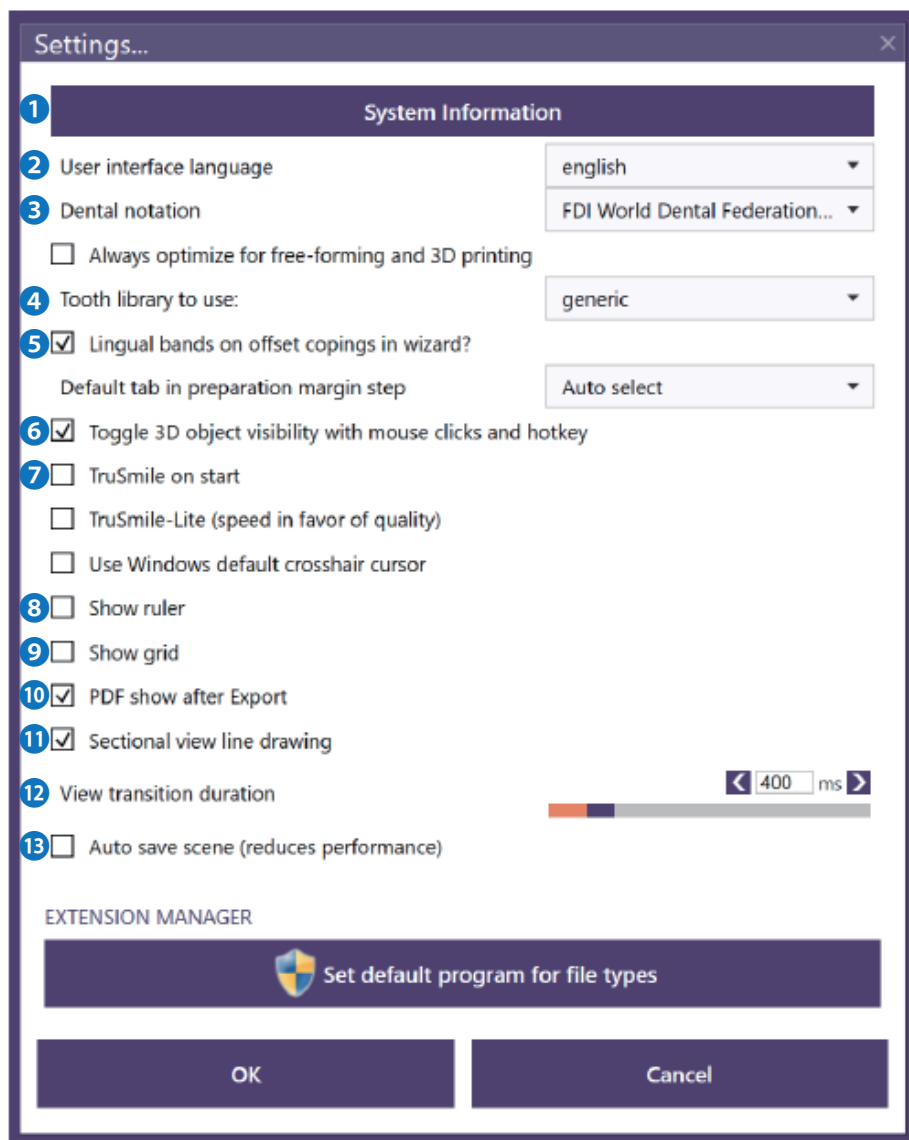 Settings...
1 System Information
2 User interface language english
3 Dental notation FDI World Dental Federation...
Always optimize for free-forming and 3D printing
4 Tooth library to use: generic
5 Lingual bands on offset copings in wizard?
Default tab in preparation margin step Auto select
6 Toggle 3D object visibility with mouse clicks and hotkey
7 TruSmile on start
TruSmile-Lite (speed in favor of quality)
Use Windows default crosshair cursor
8 Show ruler
9 Show grid
10 PDF show after Export
11 Sectional view line drawing
12 View transition duration 400 ms
13 Auto save scene (reduces performance)
EXTENSION MANAGER
Set default program for file types
OK Cancel